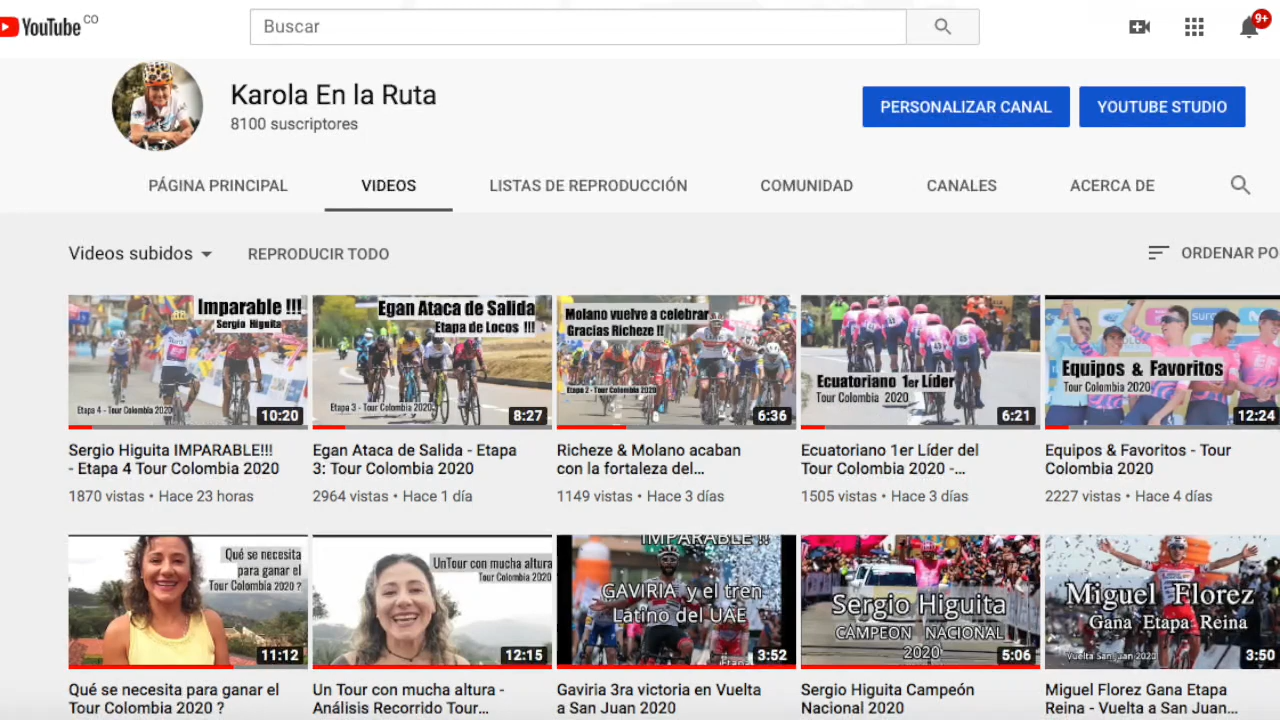 YouTube CO
Buscar
9+
Karola En la Ruta
8100 suscriptores
PERSONALIZAR CANAL
YOUTUBE STUDIO
PÁGINA PRINCIPAL
VIDEOS
LISTAS DE REPRODUCCIÓN
COMUNIDAD
CANALES
ACERCA DE
Videos subidos
REPRODUCIR TODO
ORDENAR PO
Imparable !!!
Sergio Higuita
Etapa 4 - Tour Colombia 2020
10:20
Egan Ataca de Salida
Etapa de Locos !!!
Etapa 3 - Tour Colombia 2020
8:27
Molano vuelve a celebrar
Gracias Richeze !!
Etapa 2 - Tour Colombia 2020
6:36
Ecuatoriano 1er Líder
Tour Colombia 2020
6:21
Equipos & Favoritos
Tour Colombia 2020
12:24
Sergio Higuita IMPARABLE!!!
- Etapa 4 Tour Colombia 2020
1870 vistas • Hace 23 horas
Egan Ataca de Salida - Etapa
3: Tour Colombia 2020
2964 vistas • Hace 1 día
Richeze & Molano acaban
con la fortaleza del...
1149 vistas • Hace 3 días
Ecuatoriano 1er Líder del
Tour Colombia 2020 -...
1505 vistas • Hace 3 días
Equipos & Favoritos - Tour
Colombia 2020
2227 vistas • Hace 4 días
Qué se necesita
para ganar el
Tour Colombia 2020 ?
11:12
UnTour con mucha altura
Tour Colombia 2020
12:15
IMPARABLE !!
GAVIRIA y el tren
Látino del UAE
Etapa
3:52
Sergio Higuita
CAMPEON NACIONAL
2020
5:06
Miguel Florez
Gana Etapa Reina
Vuelta San Juan 2020
3:50
Qué se necesita para ganar el
Tour Colombia 2020 ?
Un Tour con mucha altura -
Análisis Recorrido Tour...
Gaviria 3ra victoria en Vuelta
a San Juan 2020
Sergio Higuita Campeón
Nacional 2020
Miguel Florez Gana Etapa
Reina - Vuelta a San Juan...